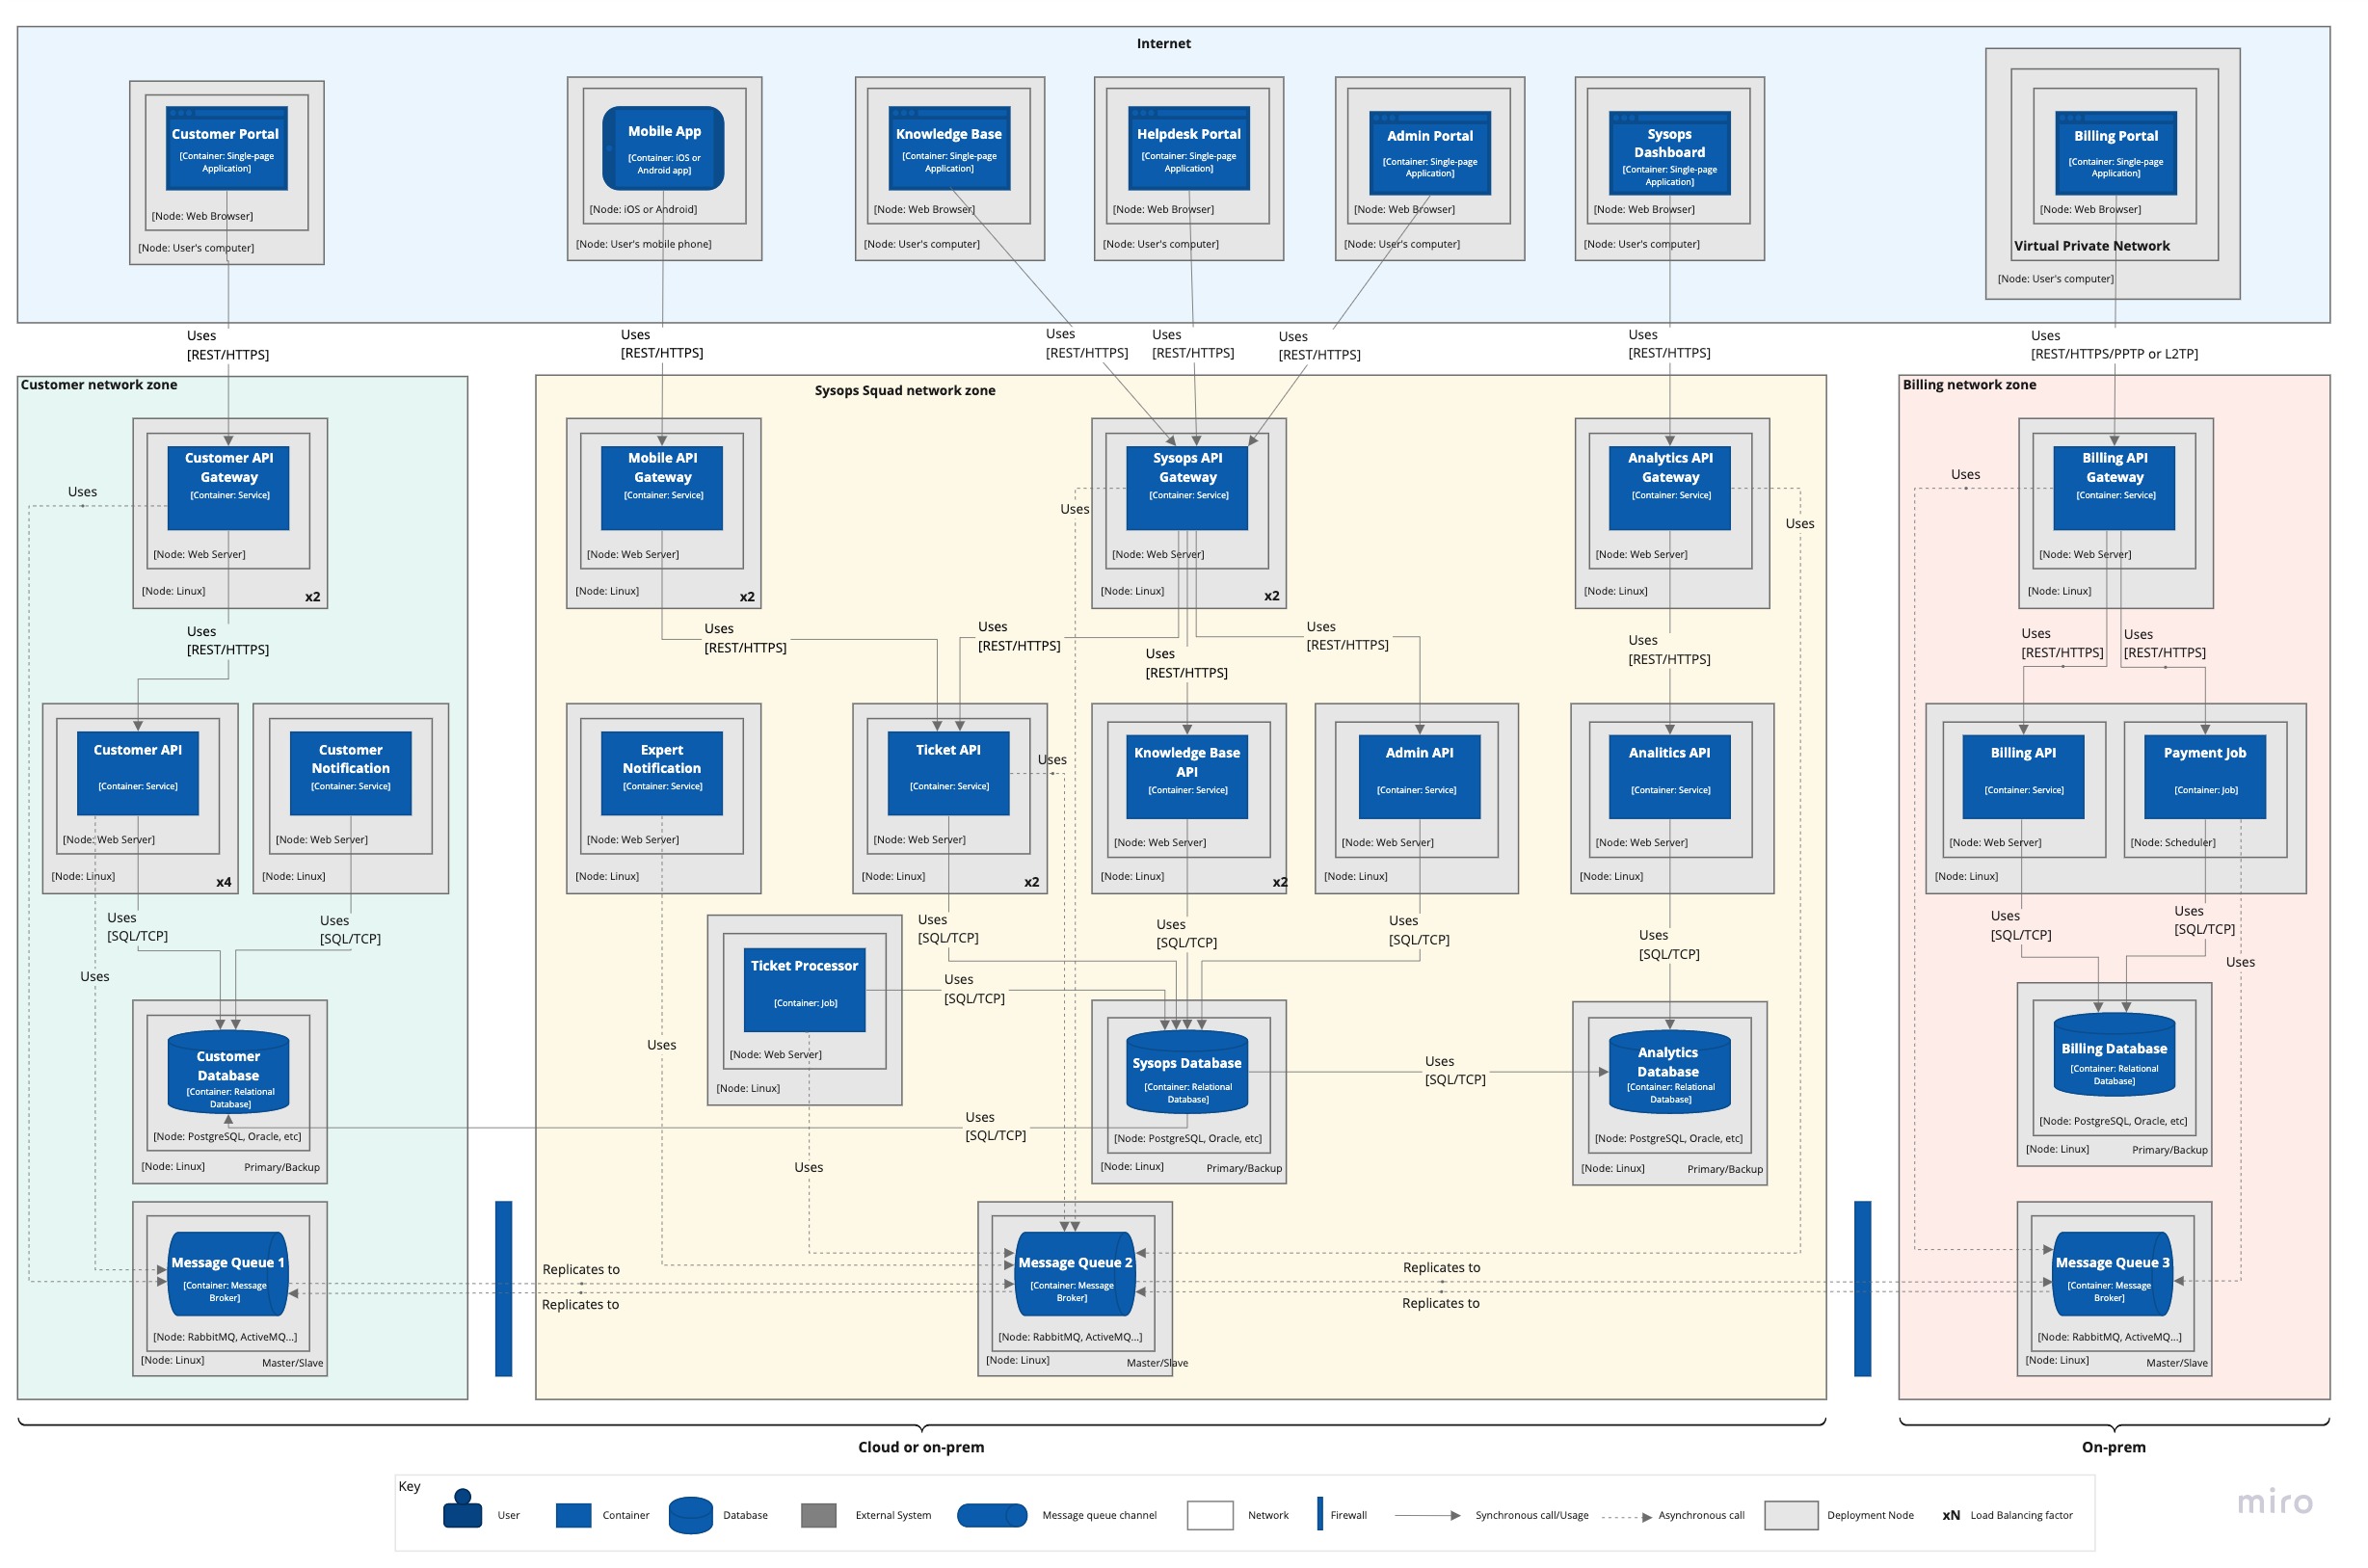 Internet
Customer Portal
[Container: Single-page
Application]
[Node: Web Browser]
[Node: User's computer]
Mobile App
[Container: iOS or
Android app]
[Node: iOS or Android]
[Node: User's mobile phone]
Knowledge Base
[Container: Single-page
Application]
[Node: Web Browser]
[Node: User's computer]
Helpdesk Portal
[Container: Single-page
Application]
[Node: Web Browser]
[Node: User's computer]
Admin Portal
[Container: Single-page
Application]
[Node: Web Browser]
[Node: User's computer]
Sysops
Dashboard
[Container: Single-page
Application]
[Node: Web Browser]
[Node: User's computer]
Billing Portal
[Container: Single-page
Application]
[Node: Web Browser]
Virtual Private Network
[Node: User's computer]
Uses
[REST/HTTPS]
Uses
[REST/HTTPS]
Uses
[REST/HTTPS]
Uses
[REST/HTTPS]
Uses
[REST/HTTPS]
Uses
[REST/HTTPS]
Uses
[REST/HTTPS/PPTP or L2TP]
Customer network zone
Customer API
Gateway
[Container: Service]
[Node: Web Server]
[Node: Linux]
x2
Uses
Uses
[REST/HTTPS]
Customer API
[Container: Service]
[Node: Web Server]
[Node: Linux]
x4
Customer
Notification
[Container: Service]
[Node: Web Server]
[Node: Linux]
Uses
[SQL/TCP]
Uses
[SQL/TCP]
Uses
Customer
Database
[Container: Relational
Database]
[Node: PostgreSQL, Oracle, etc]
[Node: Linux]
Primary/Backup
Message Queue 1
[Container: Message
Broker]
[Node: RabbitMQ, ActiveMQ...]
[Node: Linux]
Master/Slave
Sysops Squad network zone
Mobile API
Gateway
[Container: Service]
[Node: Web Server]
[Node: Linux]
x2
Sysops API
Gateway
[Container: Service]
[Node: Web Server]
[Node: Linux]
x2
Uses
Analytics API
Gateway
[Container: Service]
[Node: Web Server]
[Node: Linux]
Uses
Uses
[REST/HTTPS]
Uses
[REST/HTTPS]
Uses
[REST/HTTPS]
Uses
[REST/HTTPS]
Uses
[REST/HTTPS]
Expert
Notification
[Container: Service]
[Node: Web Server]
[Node: Linux]
Ticket API
[Container: Service]
[Node: Web Server]
[Node: Linux]
x2
Uses
Knowledge Base
API
[Container: Service]
[Node: Web Server]
[Node: Linux]
x2
Admin API
[Container: Service]
[Node: Web Server]
[Node: Linux]
Analitics API
[Container: Service]
[Node: Web Server]
[Node: Linux]
Ticket Processor
[Container: Job]
[Node: Web Server]
[Node: Linux]
Uses
[SQL/TCP]
Uses
[SQL/TCP]
Uses
[SQL/TCP]
Uses
[SQL/TCP]
Uses
[SQL/TCP]
Uses
Uses
Sysops Database
[Container: Relational
Database]
[Node: PostgreSQL, Oracle, etc]
[Node: Linux]
Primary/Backup
Uses
[SQL/TCP]
Uses
[SQL/TCP]
Analytics
Database
[Container: Relational
Database]
[Node: PostgreSQL, Oracle, etc]
[Node: Linux]
Primary/Backup
Replicates to
Replicates to
Message Queue 2
[Container: Message
Broker]
[Node: RabbitMQ, ActiveMQ...]
[Node: Linux]
Master/Slave
Replicates to
Replicates to
Billing network zone
Billing API
Gateway
[Container: Service]
[Node: Web Server]
[Node: Linux]
Uses
Uses
[REST/HTTPS]
Uses
[REST/HTTPS]
Billing API
[Container: Service]
[Node: Web Server]
[Node: Linux]
Payment Job
[Container: Job]
[Node: Scheduler]
Uses
[SQL/TCP]
Uses
[SQL/TCP]
Uses
Billing Database
[Container: Relational
Database]
[Node: PostgreSQL, Oracle, etc]
[Node: Linux]
Primary/Backup
Message Queue 3
[Container: Message
Broker]
[Node: RabbitMQ, ActiveMQ...]
[Node: Linux]
Master/Slave
Cloud or on-prem
On-prem
Key
User
Container
Database
External System
Message queue channel
Network
Firewall
Synchronous call/Usage
Asynchronous call
Deployment Node
xN
Load Balancing factor
miro